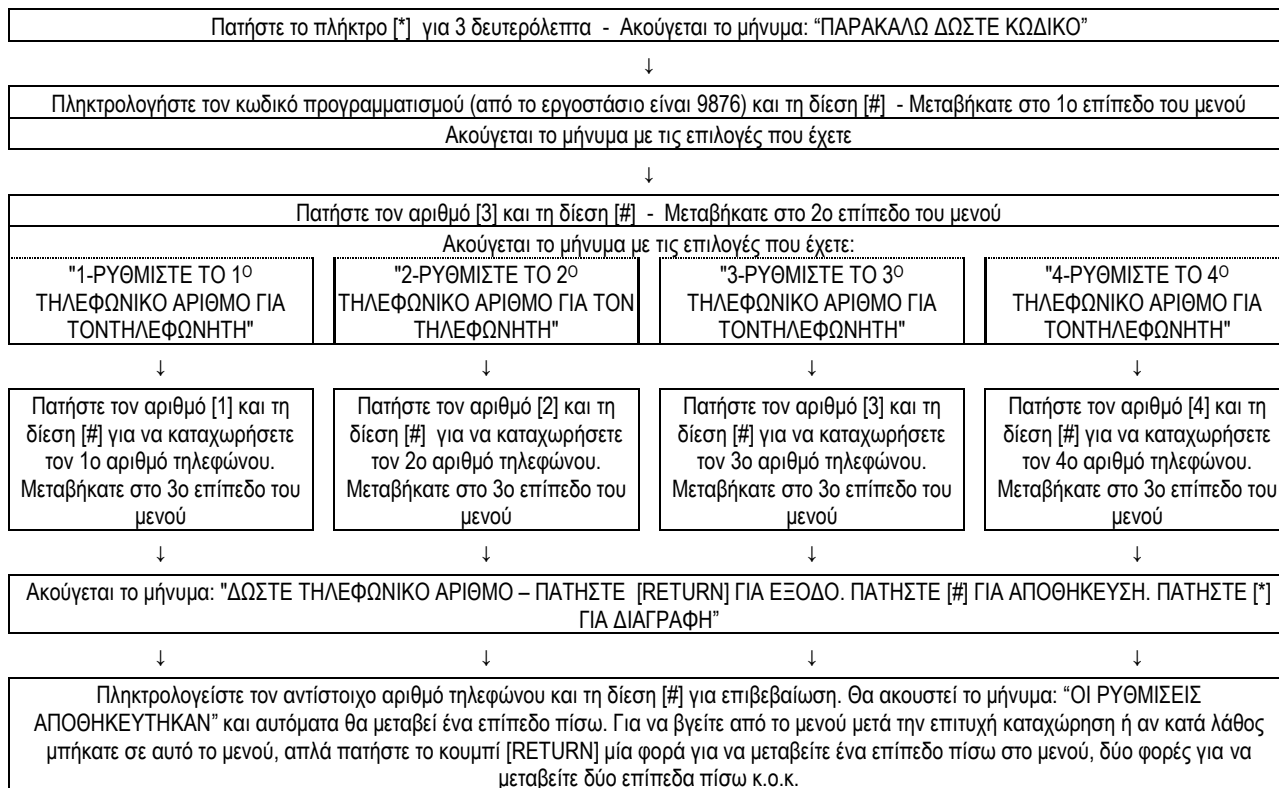 Πατήστε το πλήκτρο [*] για 3 δευτερόλεπτα - Ακούγεται το μήνυμα: “ΠΑΡΑΚΑΛΩ ΔΩΣΤΕ ΚΩΔΙΚΟ”
↓
Πληκτρολογήστε τον κωδικό προγραμματισμού (από το εργοστάσιο είναι 9876) και τη δίεση [#] - Μεταβήκατε στο 1ο επίπεδο του μενού
Ακούγεται το μήνυμα με τις επιλογές που έχετε
↓
Πατήστε τον αριθμό [3] και τη δίεση [#] - Μεταβήκατε στο 2ο επίπεδο του μενού
Ακούγεται το μήνυμα με τις επιλογές που έχετε:
"1-ΡΥΘΜΙΣΤΕ ΤΟ 1Ο
ΤΗΛΕΦΩΝΙΚΟ ΑΡΙΘΜΟ ΓΙΑ
ΤΟΝΤΗΛΕΦΩΝΗΤΗ"
"2-ΡΥΘΜΙΣΤΕ ΤΟ 2Ο
ΤΗΛΕΦΩΝΙΚΟ ΑΡΙΘΜΟ ΓΙΑ ΤΟΝ
ΤΗΛΕΦΩΝΗΤΗ"
"3-ΡΥΘΜΙΣΤΕ ΤΟ 3Ο
ΤΗΛΕΦΩΝΙΚΟ ΑΡΙΘΜΟ ΓΙΑ
ΤΟΝΤΗΛΕΦΩΝΗΤΗ"
"4-ΡΥΘΜΙΣΤΕ ΤΟ 4Ο
ΤΗΛΕΦΩΝΙΚΟ ΑΡΙΘΜΟ ΓΙΑ
ΤΟΝΤΗΛΕΦΩΝΗΤΗ"
↓ ↓ ↓ ↓
Πατήστε τον αριθμό [1] και τη
δίεση [#] για να καταχωρήσετε
τον 1ο αριθμό τηλεφώνου.
Μεταβήκατε στο 3ο επίπεδο του
μενού
Πατήστε τον αριθμό [2] και τη
δίεση [#] για να καταχωρήσετε
τον 2ο αριθμό τηλεφώνου.
Μεταβήκατε στο 3ο επίπεδο του
μενού
Πατήστε τον αριθμό [3] και τη
δίεση [#] για να καταχωρήσετε
τον 3ο αριθμό τηλεφώνου.
Μεταβήκατε στο 3ο επίπεδο του
μενού
Πατήστε τον αριθμό [4] και τη
δίεση [#] για να καταχωρήσετε
τον 4ο αριθμό τηλεφώνου.
Μεταβήκατε στο 3ο επίπεδο του
μενού
↓ ↓ ↓ ↓
Ακούγεται το μήνυμα: "ΔΩΣΤΕ ΤΗΛΕΦΩΝΙΚΟ ΑΡΙΘΜΟ – ΠΑΤΗΣΤΕ [RETURN] ΓΙΑ ΕΞΟΔΟ. ΠΑΤΗΣΤΕ [#] ΓΙΑ ΑΠΟΘΗΚΕΥΣΗ. ΠΑΤΗΣΤΕ [*]
ΓΙΑ ΔΙΑΓΡΑΦΗ”
↓ ↓ ↓ ↓
Πληκτρολογείστε τον αντίστοιχο αριθμό τηλεφώνου και τη δίεση [#] για επιβεβαίωση. Θα ακουστεί το μήνυμα: “ΟΙ ΡΥΘΜΙΣΕΙΣ
ΑΠΟΘΗΚΕΥΤΗΚΑΝ” και αυτόματα θα μεταβεί ένα επίπεδο πίσω. Για να βγείτε από το μενού μετά την επιτυχή καταχώρηση ή αν κατά λάθος
μπήκατε σε αυτό το μενού, απλά πατήστε το κουμπί [RETURN] μία φορά για να μεταβείτε ένα επίπεδο πίσω στο μενού, δύο φορές για να
μεταβείτε δύο επίπεδα πίσω κ.ο.κ.